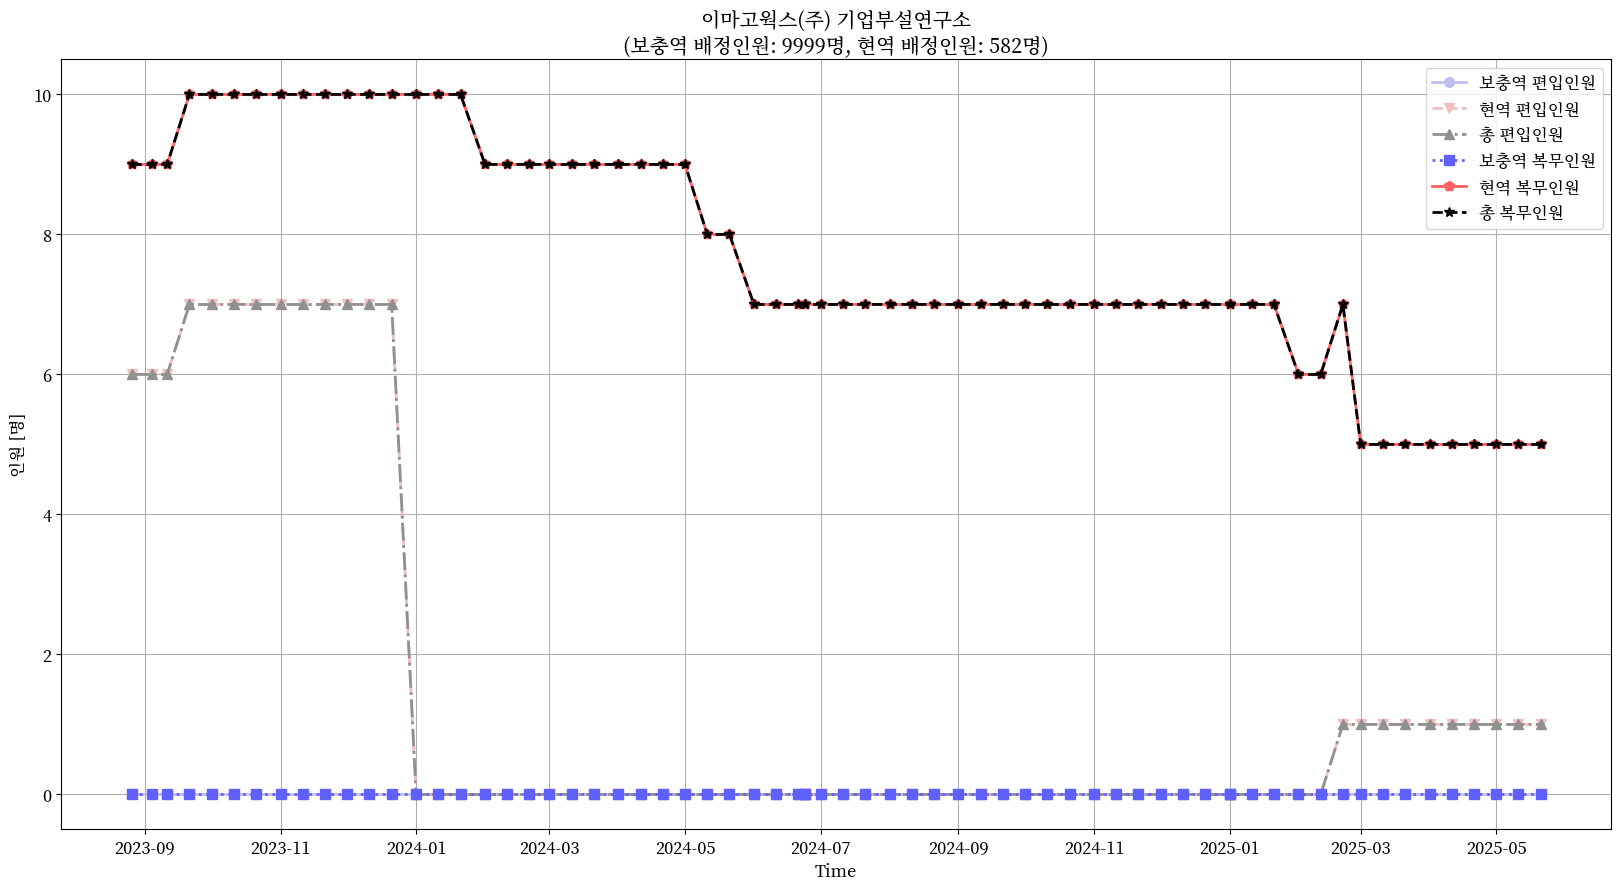 이마고웍스(주) 기업부설연구소
(보충역 배정인원: 9999명, 현역 배정인원: 582명)
보충역 편입인원
현역 편입인원
총 편입인원
보충역 복무인원
현역 복무인원
총 복무인원
인원 [명]
10
8
6
4
2
0
2023-09
2023-11
2024-01
2024-03
2024-05
2024-07
2024-09
2024-11
2025-01
2025-03
2025-05
Time